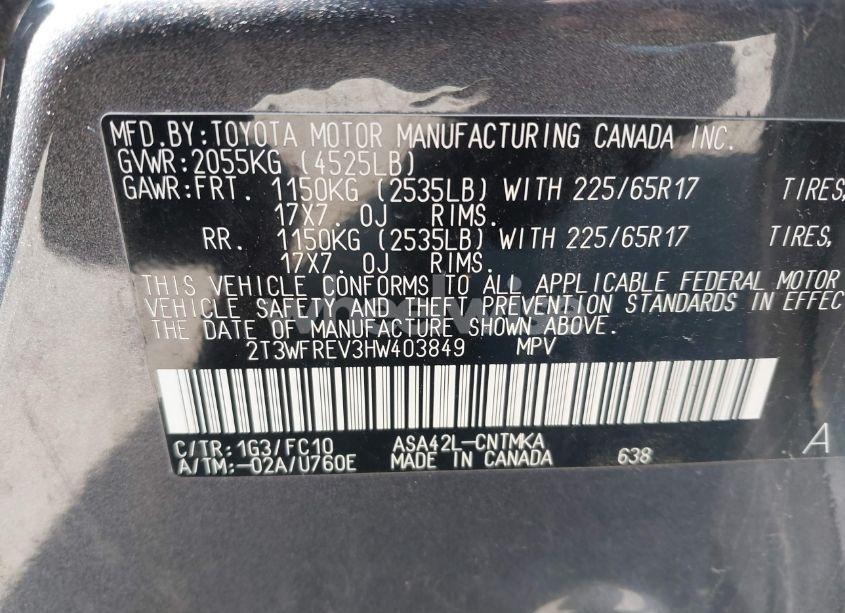 MFD.BY:TOYOTA MOTOR MANUFACTURING CANADA INC.
GVWR:2055KG (4525LB)
GAWR:FRT. 1150KG (2535LB) WITH 225/65R17 TIRES,
17X7.0J RIMS.
RR. 1150KG (2535LB) WITH 225/65R17 TIRES,
17X7.0J RIMS.
THIS VEHICLE CONFORMS TO ALL APPLICABLE FEDERAL MOTOR
VEHICLE SAFETY AND THEFT PREVENTION STANDARDS IN EFFEC
THE DATE OF MANUFACTURE SHOWN ABOVE.
2T3WFREV3HW403849 MPV
C/TR:1G3/FC10 ASA42L-CNTMKA A
A/TM:-02A/U760E MADE IN CANADA 638